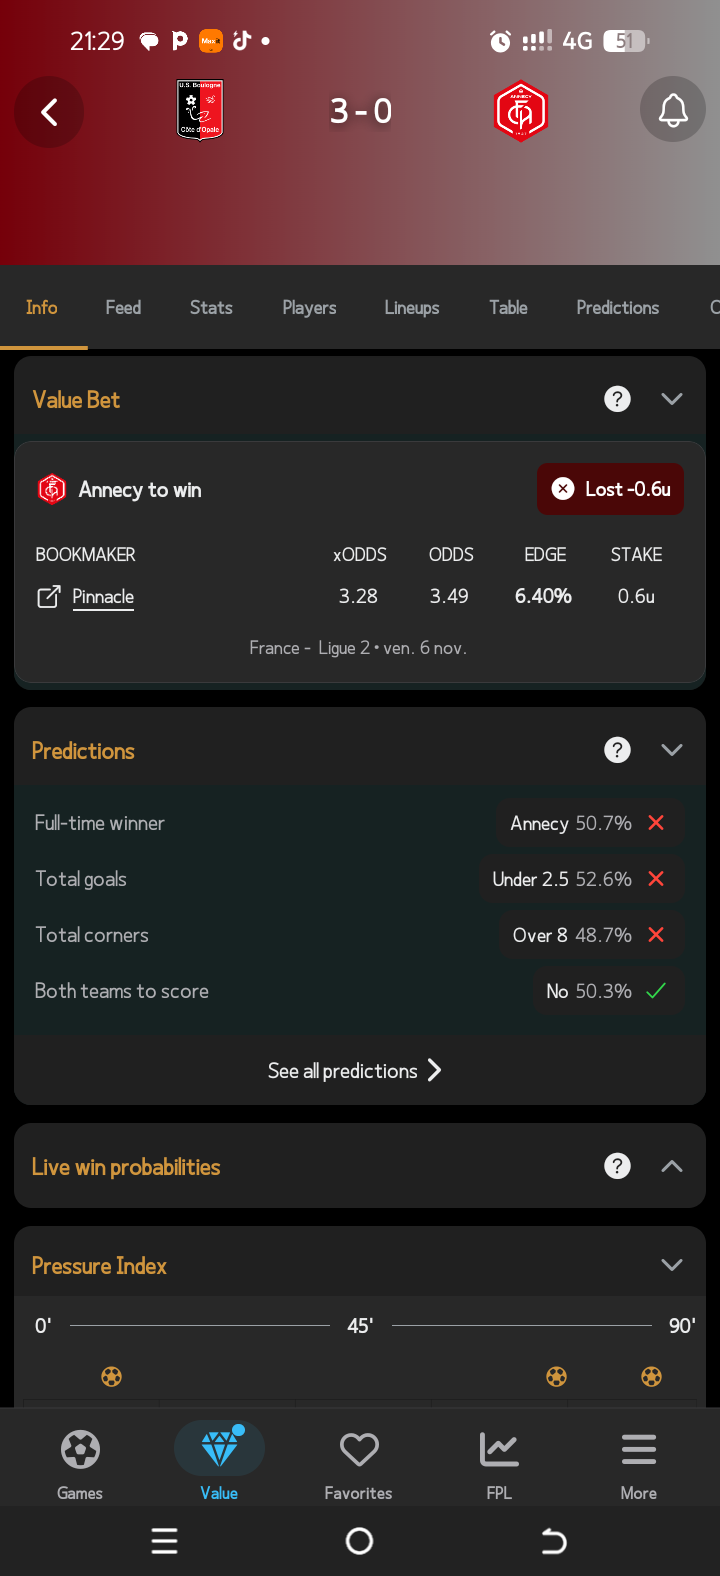 21:29 4G 51
U.S. Boulogne
Côte d'Opale
3 - 0
ANNECY
Info Feed Stats Players Lineups Table Predictions
Value Bet ?
Annecy to win Lost -0.6u
BOOKMAKER xODDS ODDS EDGE STAKE
Pinnacle 3.28 3.49 6.40% 0.6u
France - Ligue 2 • ven. 6 nov.
Predictions ?
Full-time winner Annecy 50.7%
Total goals Under 2.5 52.6%
Total corners Over 8 48.7%
Both teams to score No 50.3%
See all predictions
Live win probabilities ?
Pressure Index
0' 45' 90'
Games Value Favorites FPL More